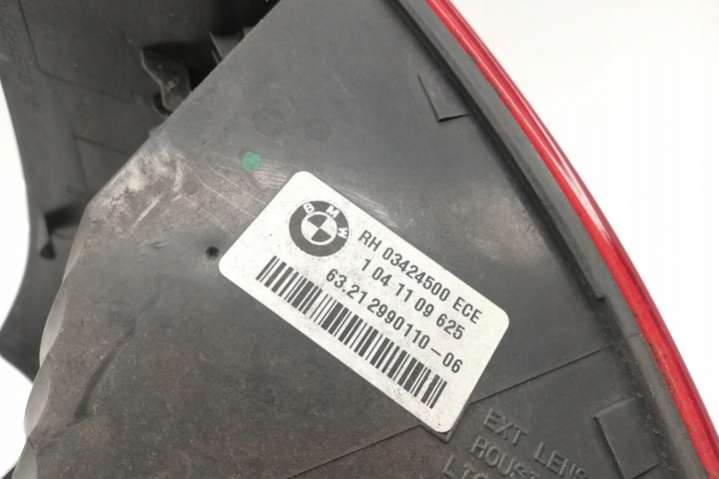 BMW
RH 03424500 ECE
1 04 11 09 625
63.21 2990110-06
EXT LENS